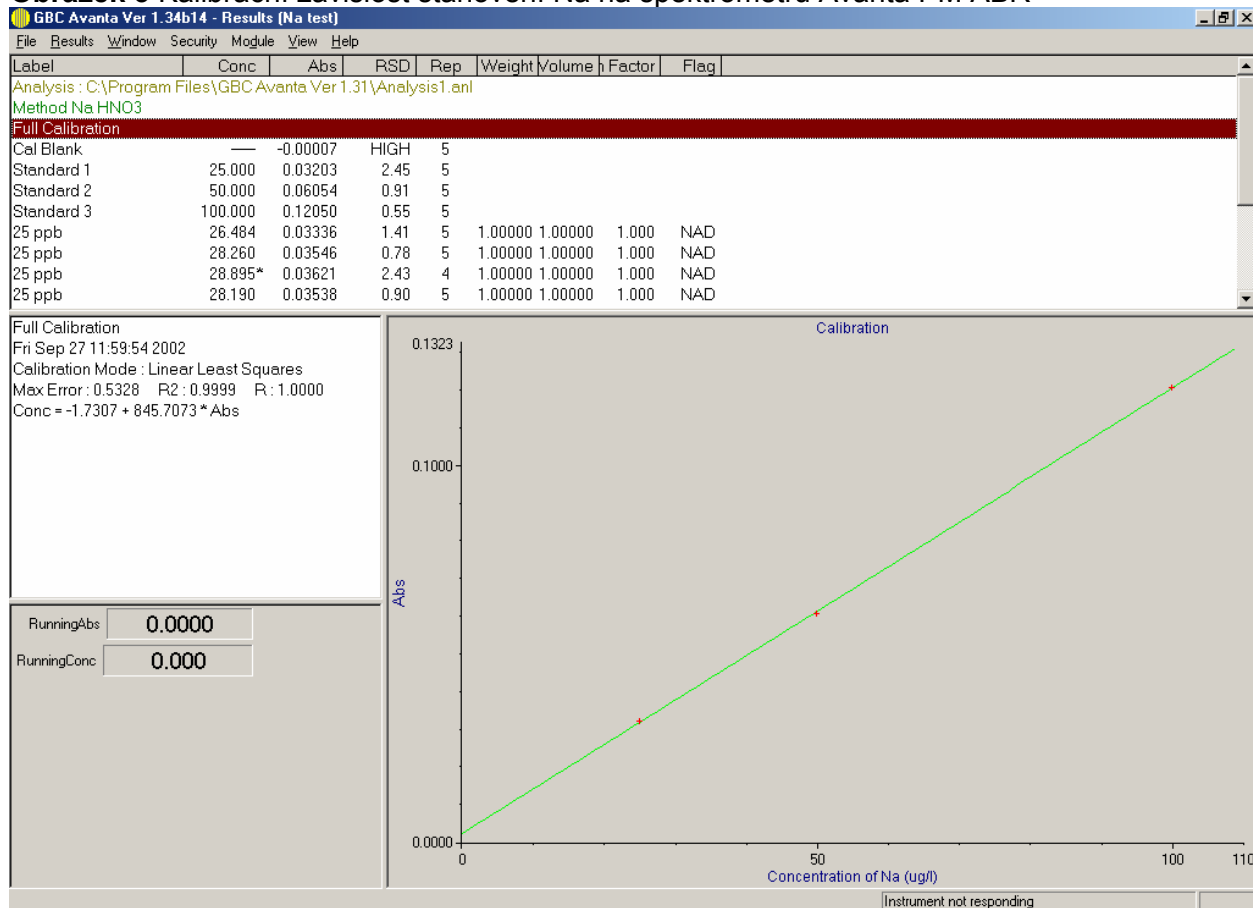 GBC Avanta Ver 1.34b14 - Results (Na test)
File Results Window Security Module View Help
Label Conc Abs RSD Rep Weight Volume Factor Flag
Analysis : C:\Program Files\GBC Avanta Ver 1.31\Analysis1.anl
Method Na HNO3
Full Calibration
Cal Blank ---- -0.00007 HIGH 5
Standard 1 25.000 0.03203 2.45 5
Standard 2 50.000 0.06054 0.91 5
Standard 3 100.000 0.12050 0.55 5
25 ppb 26.484 0.03336 1.41 5 1.00000 1.00000 1.000 NAD
25 ppb 28.260 0.03546 0.78 5 1.00000 1.00000 1.000 NAD
25 ppb 28.895* 0.03621 2.43 4 1.00000 1.00000 1.000 NAD
25 ppb 28.190 0.03538 0.90 5 1.00000 1.00000 1.000 NAD
Full Calibration
Fri Sep 27 11:59:54 2002
Calibration Mode : Linear Least Squares
Max Error : 0.5328 R2 : 0.9999 R : 1.0000
Conc = -1.7307 + 845.7073 * Abs
RunningAbs 0.0000
RunningConc 0.000
Calibration
0.1323
0.1000
Abs
0.0000
0 50 100 110
Concentration of Na (ug/l)
Instrument not responding